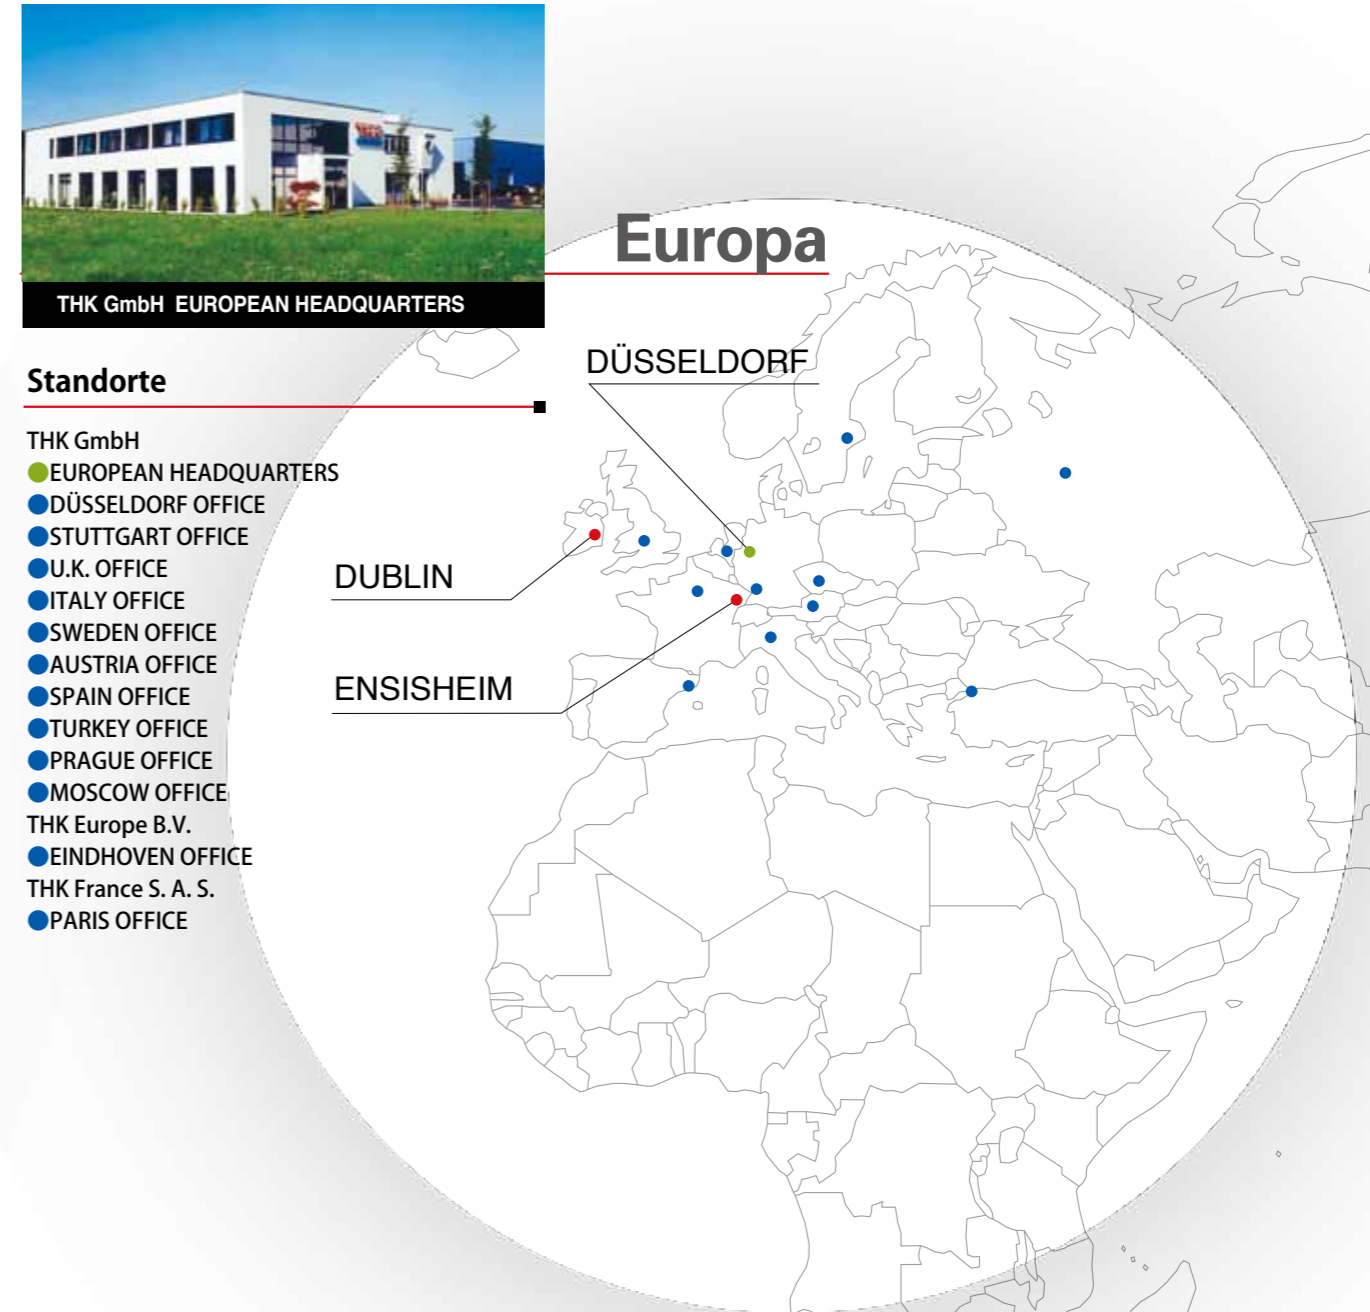 Europa
THK GmbH EUROPEAN HEADQUARTERS
Standorte
THK GmbH
EUROPEAN HEADQUARTERS
DÜSSELDORF OFFICE
STUTTGART OFFICE
U.K. OFFICE
ITALY OFFICE
SWEDEN OFFICE
AUSTRIA OFFICE
SPAIN OFFICE
TURKEY OFFICE
PRAGUE OFFICE
MOSCOW OFFICE
THK Europe B.V.
EINDHOVEN OFFICE
THK France S. A. S.
PARIS OFFICE
DÜSSELDORF
DUBLIN
ENSISHEIM